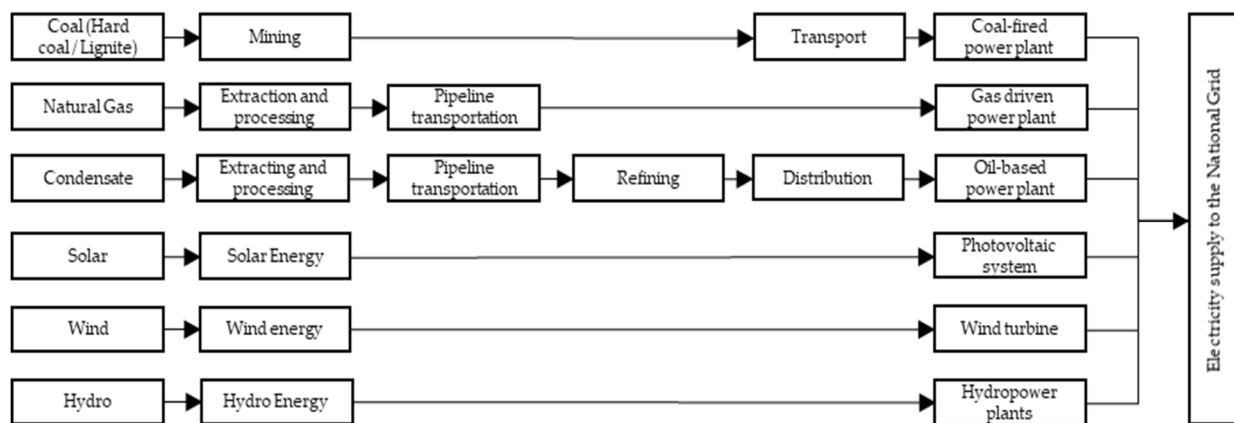 Coal (Hard
coal / Lignite)
Mining
Transport
Coal-fired
power plant
Natural Gas
Extraction and
processing
Pipeline
transportation
Gas driven
power plant
Condensate
Extracting and
processing
Pipeline
transportation
Refining
Distribution
Oil-based
power plant
Solar
Solar Energy
Photovoltaic
system
Wind
Wind energy
Wind turbine
Hydro
Hydro Energy
Hydropower
plants
Electricity supply to the National Grid